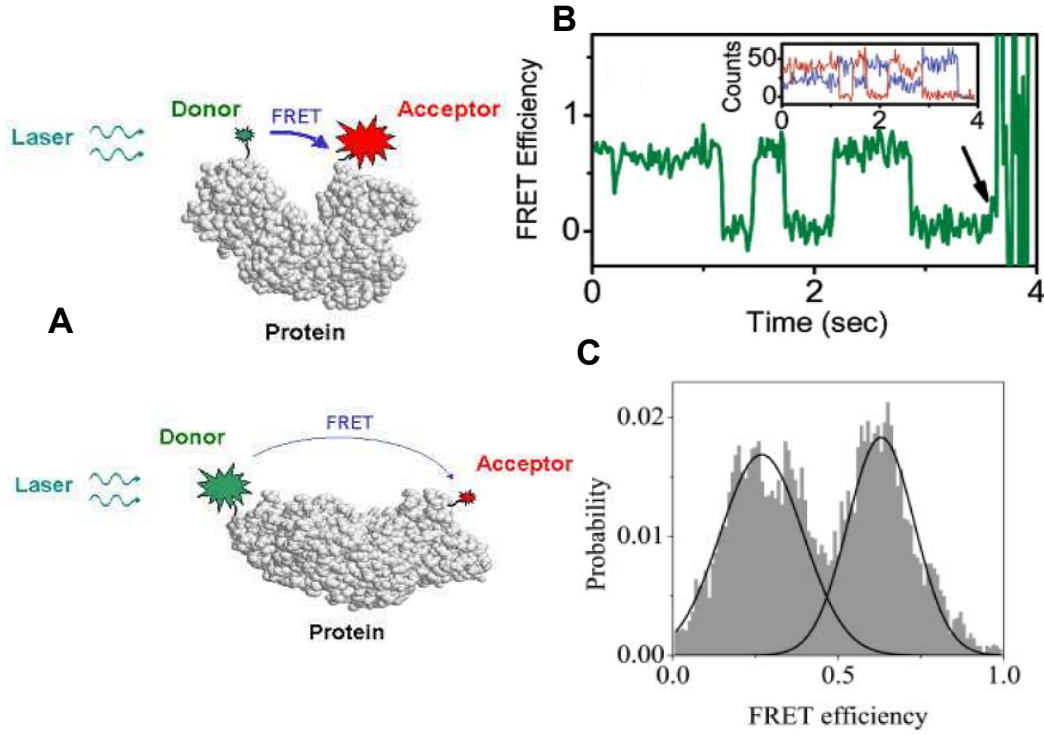 A
Laser
Donor
FRET
Acceptor
Protein
Laser
Donor
FRET
Acceptor
Protein
B
FRET Efficiency
1
0
0
2
4
Time (sec)
Counts
50
0
0
2
4
C
Probability
0.02
0.01
0.00
0.0
0.5
1.0
FRET efficiency